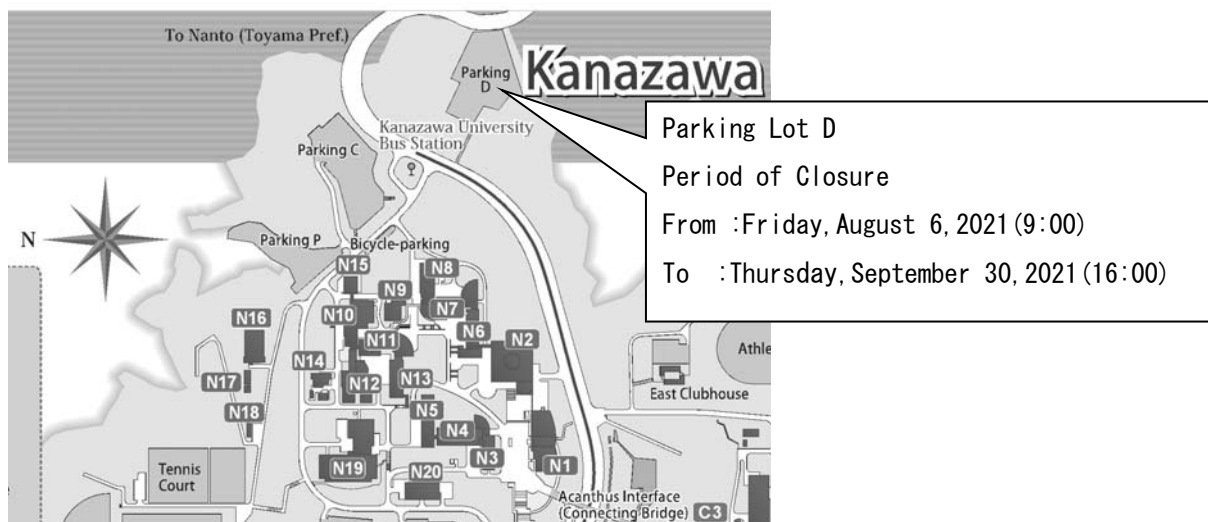 To Nanto (Toyama Pref.)
Parking
D
Kanazawa
Kanazawa University
Bus Station
Parking C
Parking Lot D
Period of Closure
From :Friday,August 6,2021(9:00)
To :Thursday,September 30,2021(16:00)
N
Parking P
Bicycle-parking
N15
N8
N9
N7
N16
N10
N6
N2
N11
N14
N17
N12
N13
N18
N5
N4
N19
N3
N1
N20
Athle
East Clubhouse
Tennis
Court
Acanthus Interface
(Connecting Bridge)
C-3